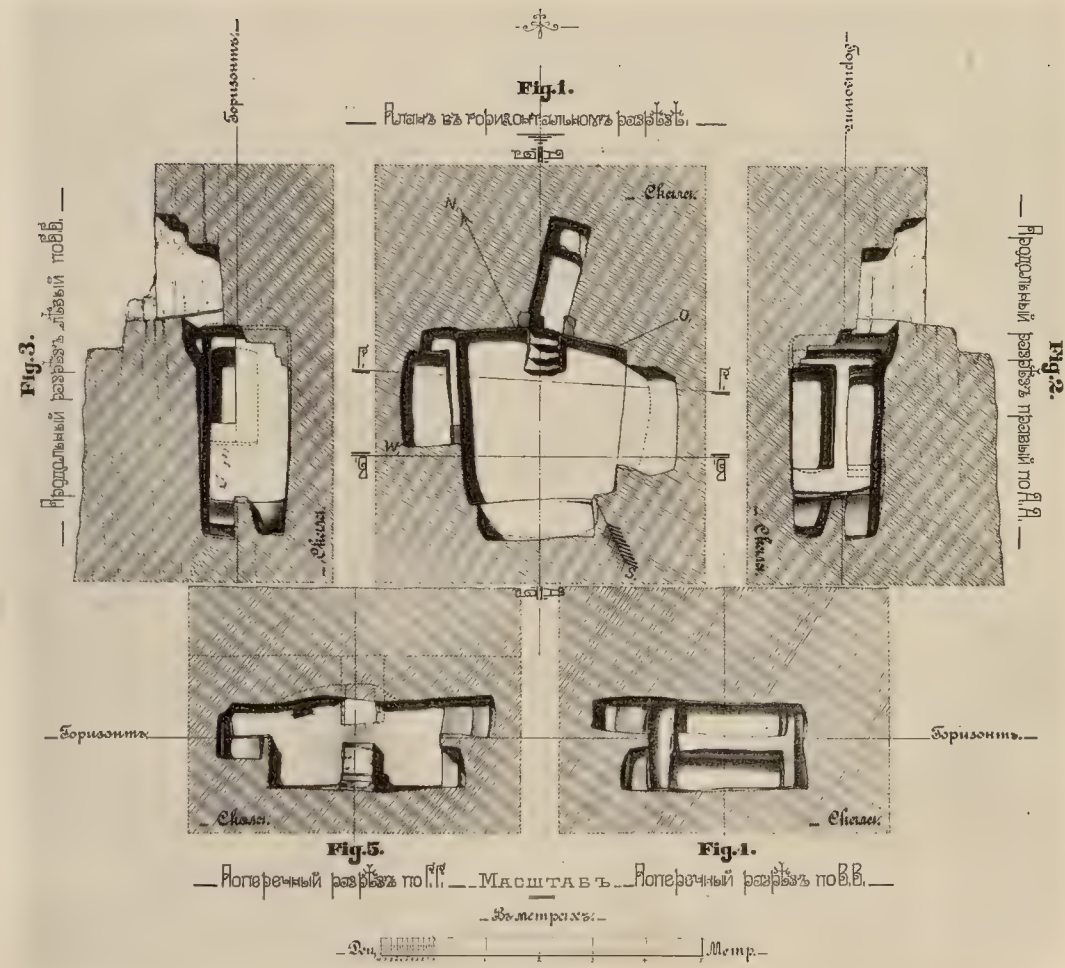 Fig.1.
Планъ въ горизонтальномъ разрѣзѣ.
Горизонтъ.
Горизонтъ.
Скала.
N.
O.
W.
S.
Г.
Г.
В.
В.
Fig.3.
Продольный разрѣзъ
Fig.2.
Продольный разрѣзъ правый по А.А.
Скала.
Скала.
Горизонтъ.
Горизонтъ.
Скала.
Скала.
Fig.5.
Fig.4.
Поперечный разрѣзъ по Г.Г.
МАСШТАБЪ
Поперечный разрѣзъ по В.В.
Въ метрахъ:
Дец.
Метр.